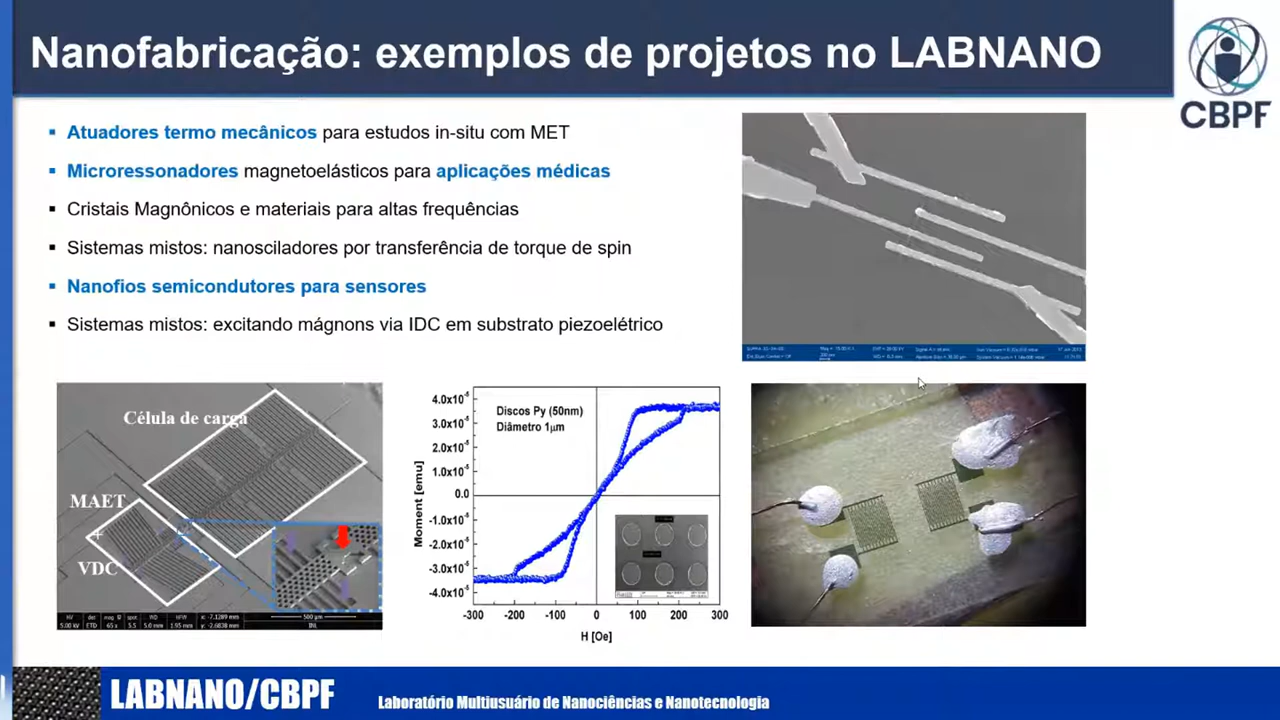 Nanofabricação: exemplos de projetos no LABNANO
CBPF
Atuadores termo mecânicos para estudos in-situ com MET
Microressonadores magnetoelásticos para aplicações médicas
Cristais Magnônicos e materiais para altas frequências
Sistemas mistos: nanosciladores por transferência de torque de spin
Nanofios semicondutores para sensores
Sistemas mistos: excitando mágnons via IDC em substrato piezoelétrico
Célula de carga
MAET
VDC
500 µm
Discos Py (50nm)
Diâmetro 1µm
Moment [emu]
4.0x10⁻⁵
3.0x10⁻⁵
2.0x10⁻⁵
1.0x10⁻⁵
0.0
-1.0x10⁻⁵
-2.0x10⁻⁵
-3.0x10⁻⁵
-4.0x10⁻⁵
-300 -200 -100 0 100 200 300
H [Oe]
LABNANO/CBPF
Laboratório Multiusuário de Nanociências e Nanotecnologia